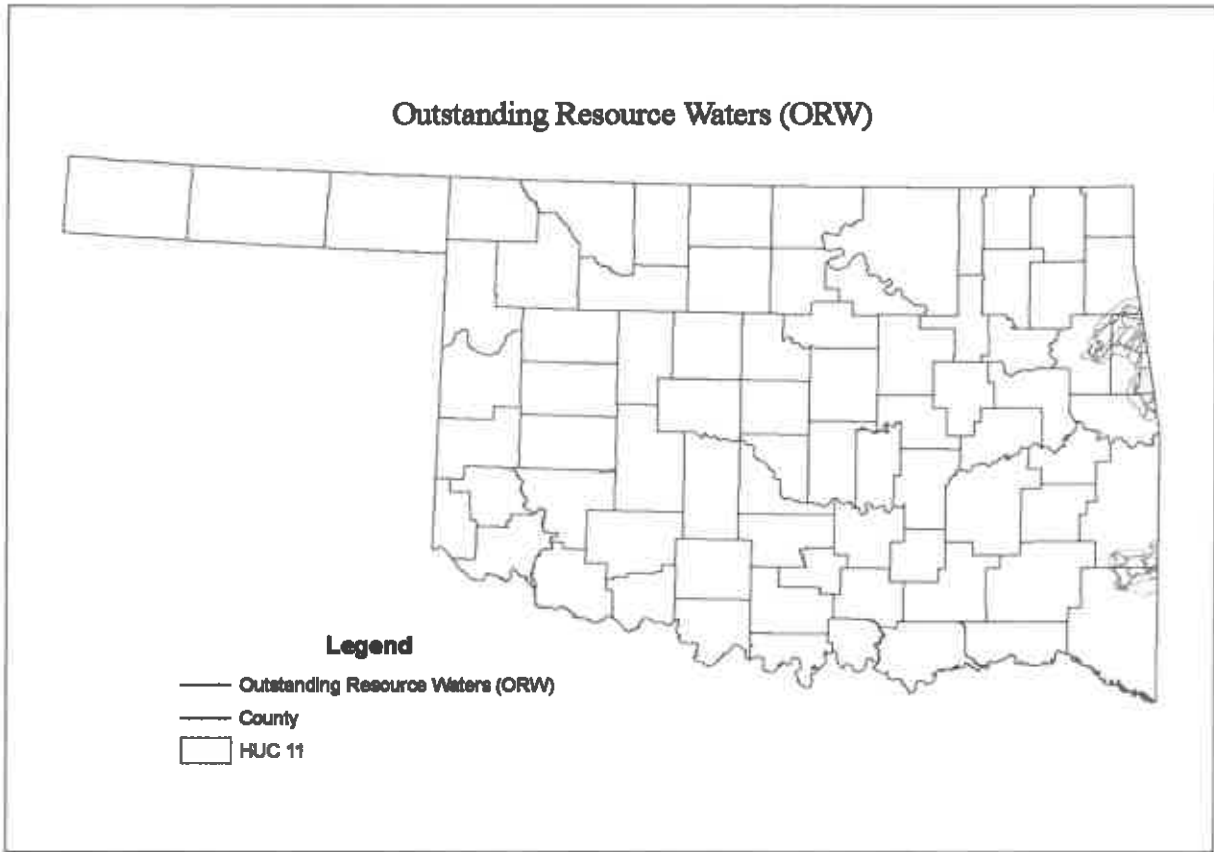 Outstanding Resource Waters (ORW)
Legend
Outstanding Resource Waters (ORW)
County
HUC 11